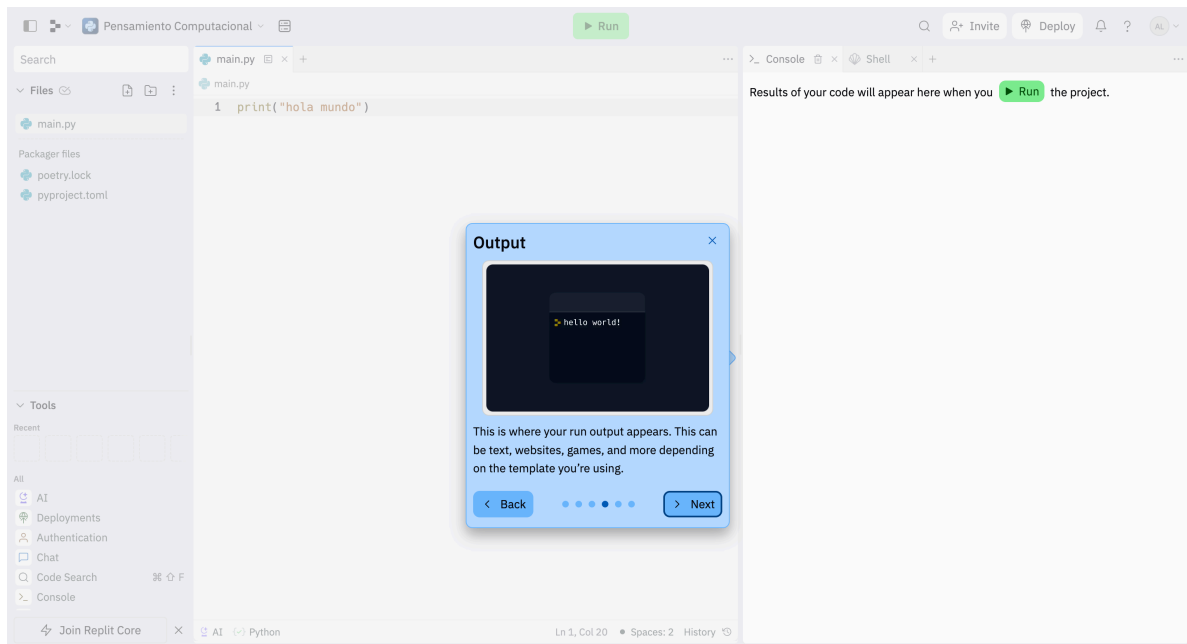 Pensamiento Computacional
Run
Invite
Deploy
AL
Search
main.py
Console
Shell
Files
main.py
main.py
1 print("hola mundo")
Results of your code will appear here when you Run the project.
Packager files
poetry.lock
pyproject.toml
Output
hello world!
This is where your run output appears. This can
be text, websites, games, and more depending
on the template you’re using.
Back
Next
Tools
Recent
All
AI
Deployments
Authentication
Chat
Code Search ⌘ ⇧ F
Console
Join Replit Core
AI
Python
Ln 1, Col 20
Spaces: 2
History